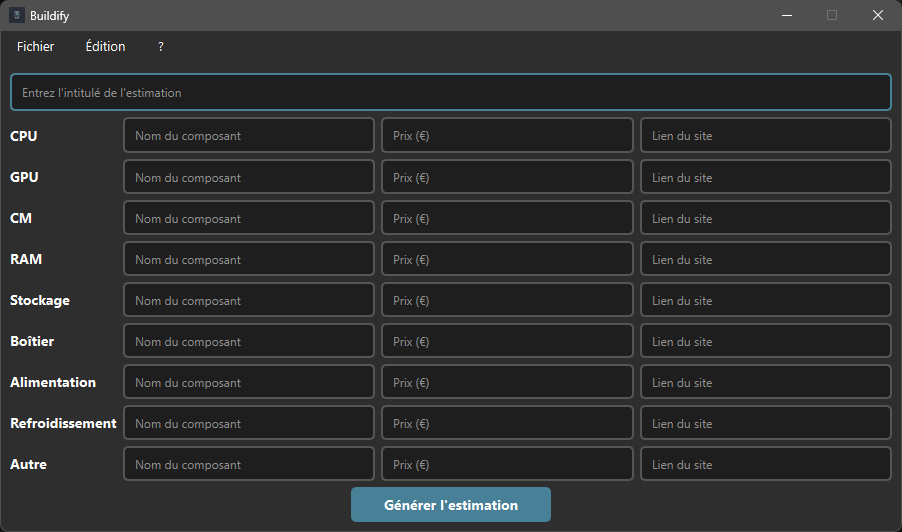 Buildify
Fichier Édition ?
Entrez l'intitulé de l'estimation
CPU Nom du composant Prix (€) Lien du site
GPU Nom du composant Prix (€) Lien du site
CM Nom du composant Prix (€) Lien du site
RAM Nom du composant Prix (€) Lien du site
Stockage Nom du composant Prix (€) Lien du site
Boîtier Nom du composant Prix (€) Lien du site
Alimentation Nom du composant Prix (€) Lien du site
Refroidissement Nom du composant Prix (€) Lien du site
Autre Nom du composant Prix (€) Lien du site
Générer l'estimation